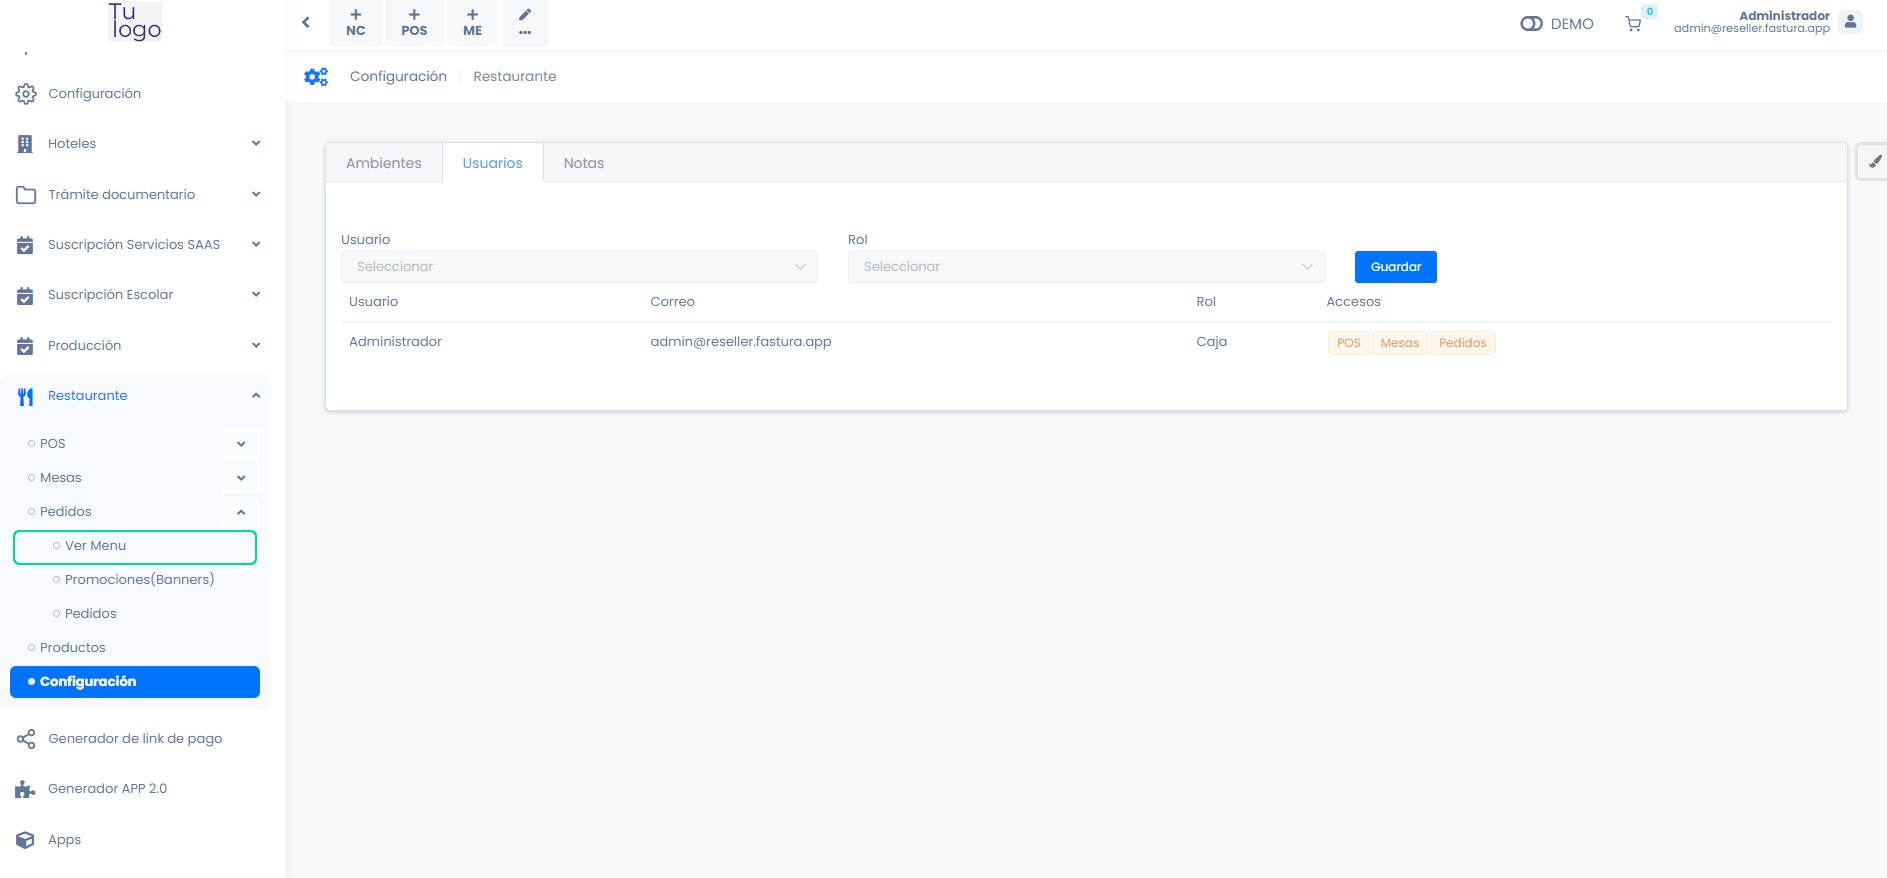 Tu
logo
Configuración
Hoteles
Trámite documentario
Suscripción Servicios SAAS
Suscripción Escolar
Producción
Restaurante
POS
Mesas
Pedidos
Ver Menu
Promociones(Banners)
Pedidos
Productos
Configuración
Generador de link de pago
Generador APP 2.0
Apps
NC
POS
ME
DEMO
0
Administrador
admin@reseller.fastura.app
Configuración / Restaurante
Ambientes Usuarios Notas
Usuario Rol
Seleccionar Seleccionar Guardar
Usuario Correo Rol Accesos
Administrador admin@reseller.fastura.app Caja POS Mesas Pedidos